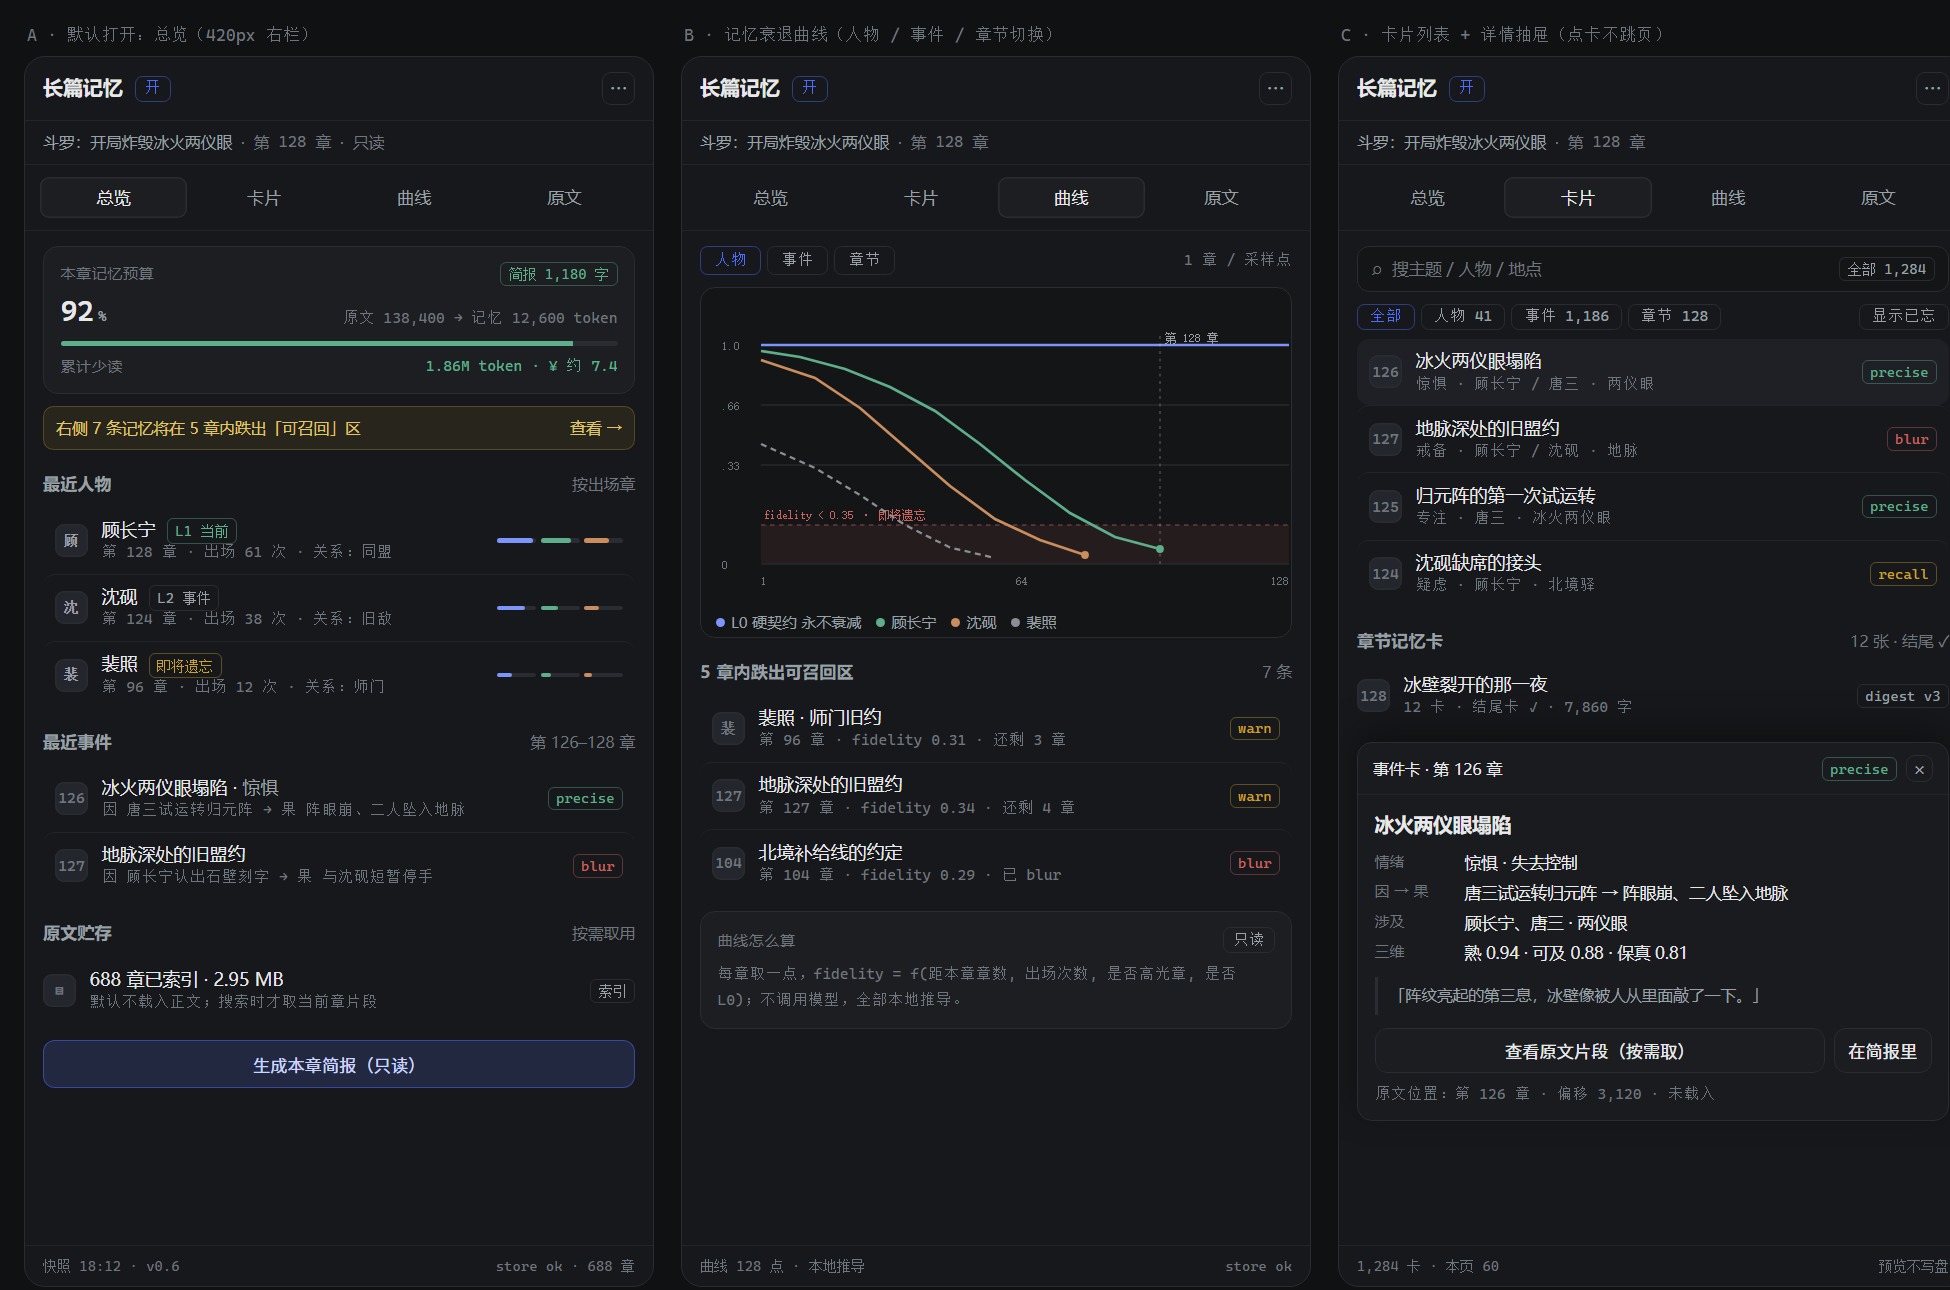 A · 默认打开：总览（420px 右栏）
长篇记忆 开 ···
斗罗：开局炸毁冰火两仪眼 · 第 128 章 · 只读
总览 卡片 曲线 原文
本章记忆预算 简报 1,180 字
92 % 原文 138,400 → 记忆 12,600 token
累计少读 1.86M token · ¥ 约 7.4
右侧 7 条记忆将在 5 章内跌出「可召回」区 查看 →
最近人物 按出场章
顾 顾长宁 L1 当前
第 128 章 · 出场 61 次 · 关系：同盟
沈 沈砚 L2 事件
第 124 章 · 出场 38 次 · 关系：旧敌
裴 裴照 即将遗忘
第 96 章 · 出场 12 次 · 关系：师门
最近事件 第 126–128 章
126 冰火两仪眼塌陷 · 惊惧
因 唐三试运转归元阵 → 果 阵眼崩、二人坠入地脉 precise
127 地脉深处的旧盟约
因 顾长宁认出石壁刻字 → 果 与沈砚短暂停手 blur
原文贮存 按需取用
688 章已索引 · 2.95 MB
默认不载入正文；搜索时才取当前章片段 索引
生成本章简报（只读）
快照 18:12 · v0.6 store ok · 688 章
B · 记忆衰退曲线（人物 / 事件 / 章节切换）
长篇记忆 开 ···
斗罗：开局炸毁冰火两仪眼 · 第 128 章
总览 卡片 曲线 原文
人物 事件 章节 1 章 / 采样点
第 128 章
1.0
.66
.33
fidelity < 0.35 · 即将遗忘
0
1 64 128
L0 硬契约 永不衰减 顾长宁 沈砚 裴照
5 章内跌出可召回区 7 条
裴 裴照 · 师门旧约
第 96 章 · fidelity 0.31 · 还剩 3 章 warn
127 地脉深处的旧盟约
第 127 章 · fidelity 0.34 · 还剩 4 章 warn
104 北境补给线的约定
第 104 章 · fidelity 0.29 · 已 blur blur
曲线怎么算 只读
每章取一点，fidelity = f(距本章章数, 出场次数, 是否高光章, 是否
L0)；不调用模型，全部本地推导。
曲线 128 点 · 本地推导 store ok
C · 卡片列表 + 详情抽屉（点卡不跳页）
长篇记忆 开 ···
斗罗：开局炸毁冰火两仪眼 · 第 128 章
总览 卡片 曲线 原文
⌕ 搜主题 / 人物 / 地点 全部 1,284
全部 人物 41 事件 1,186 章节 128 显示已忘
126 冰火两仪眼塌陷
惊惧 · 顾长宁 / 唐三 · 两仪眼 precise
127 地脉深处的旧盟约
戒备 · 顾长宁 / 沈砚 · 地脉 blur
125 归元阵的第一次试运转
专注 · 唐三 · 冰火两仪眼 precise
124 沈砚缺席的接头
疑虑 · 顾长宁 · 北境驿 recall
章节记忆卡 12 张 · 结尾 ✓
128 冰壁裂开的那一夜
12 卡 · 结尾卡 ✓ · 7,860 字 digest v3
事件卡 · 第 126 章 precise ×
冰火两仪眼塌陷
情绪 惊惧 · 失去控制
因 → 果 唐三试运转归元阵 → 阵眼崩、二人坠入地脉
涉及 顾长宁、唐三 · 两仪眼
三维 熟 0.94 · 可及 0.88 · 保真 0.81
「阵纹亮起的第三息，冰壁像被人从里面敲了一下。」
查看原文片段（按需取） 在简报里
原文位置：第 126 章 · 偏移 3,120 · 未载入
1,284 卡 · 本页 60 预览不写盘